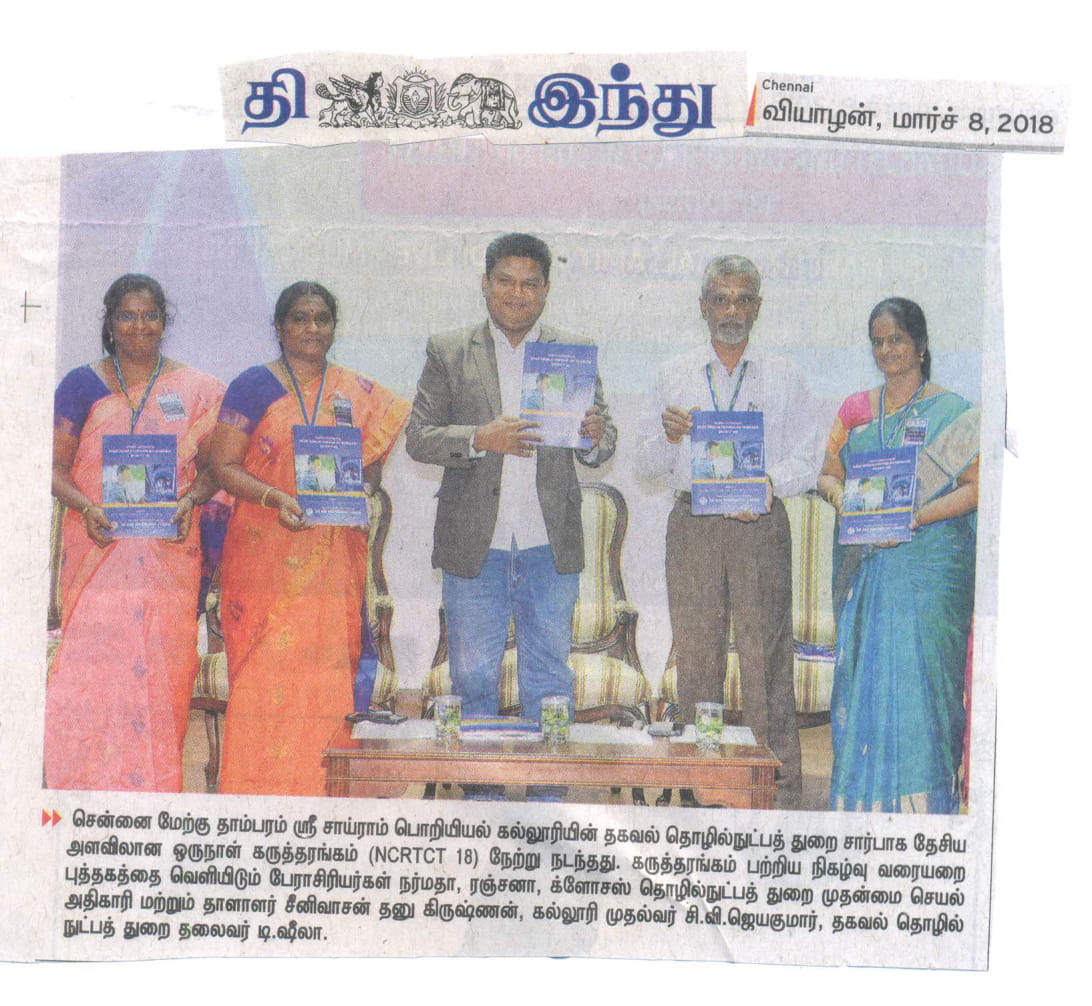 தி இந்து
Chennai
வியாழன், மார்ச் 8, 2018
சென்னை மேற்கு தாம்பரம் ஸ்ரீ சாய்ராம் பொறியியல் கல்லூரியின் தகவல் தொழில்நுட்பத் துறை சார்பாக தேசிய
அளவிலான ஒருநாள் கருத்தரங்கம் (NCRTCT 18) நேற்று நடந்தது. கருத்தரங்கம் பற்றிய நிகழ்வு வரையறை
புத்தகத்தை வெளியிடும் பேராசிரியர்கள் நர்மதா, ரஞ்சனா, க்ளோசஸ் தொழில்நுட்பத் துறை முதன்மை செயல்
அதிகாரி மற்றும் தாளாளர் சீனிவாசன் தனு கிருஷ்ணன், கல்லூரி முதல்வர் சி.வி.ஜெயகுமார், தகவல் தொழில்
நுட்பத் துறை தலைவர் டி.ஷீலா.